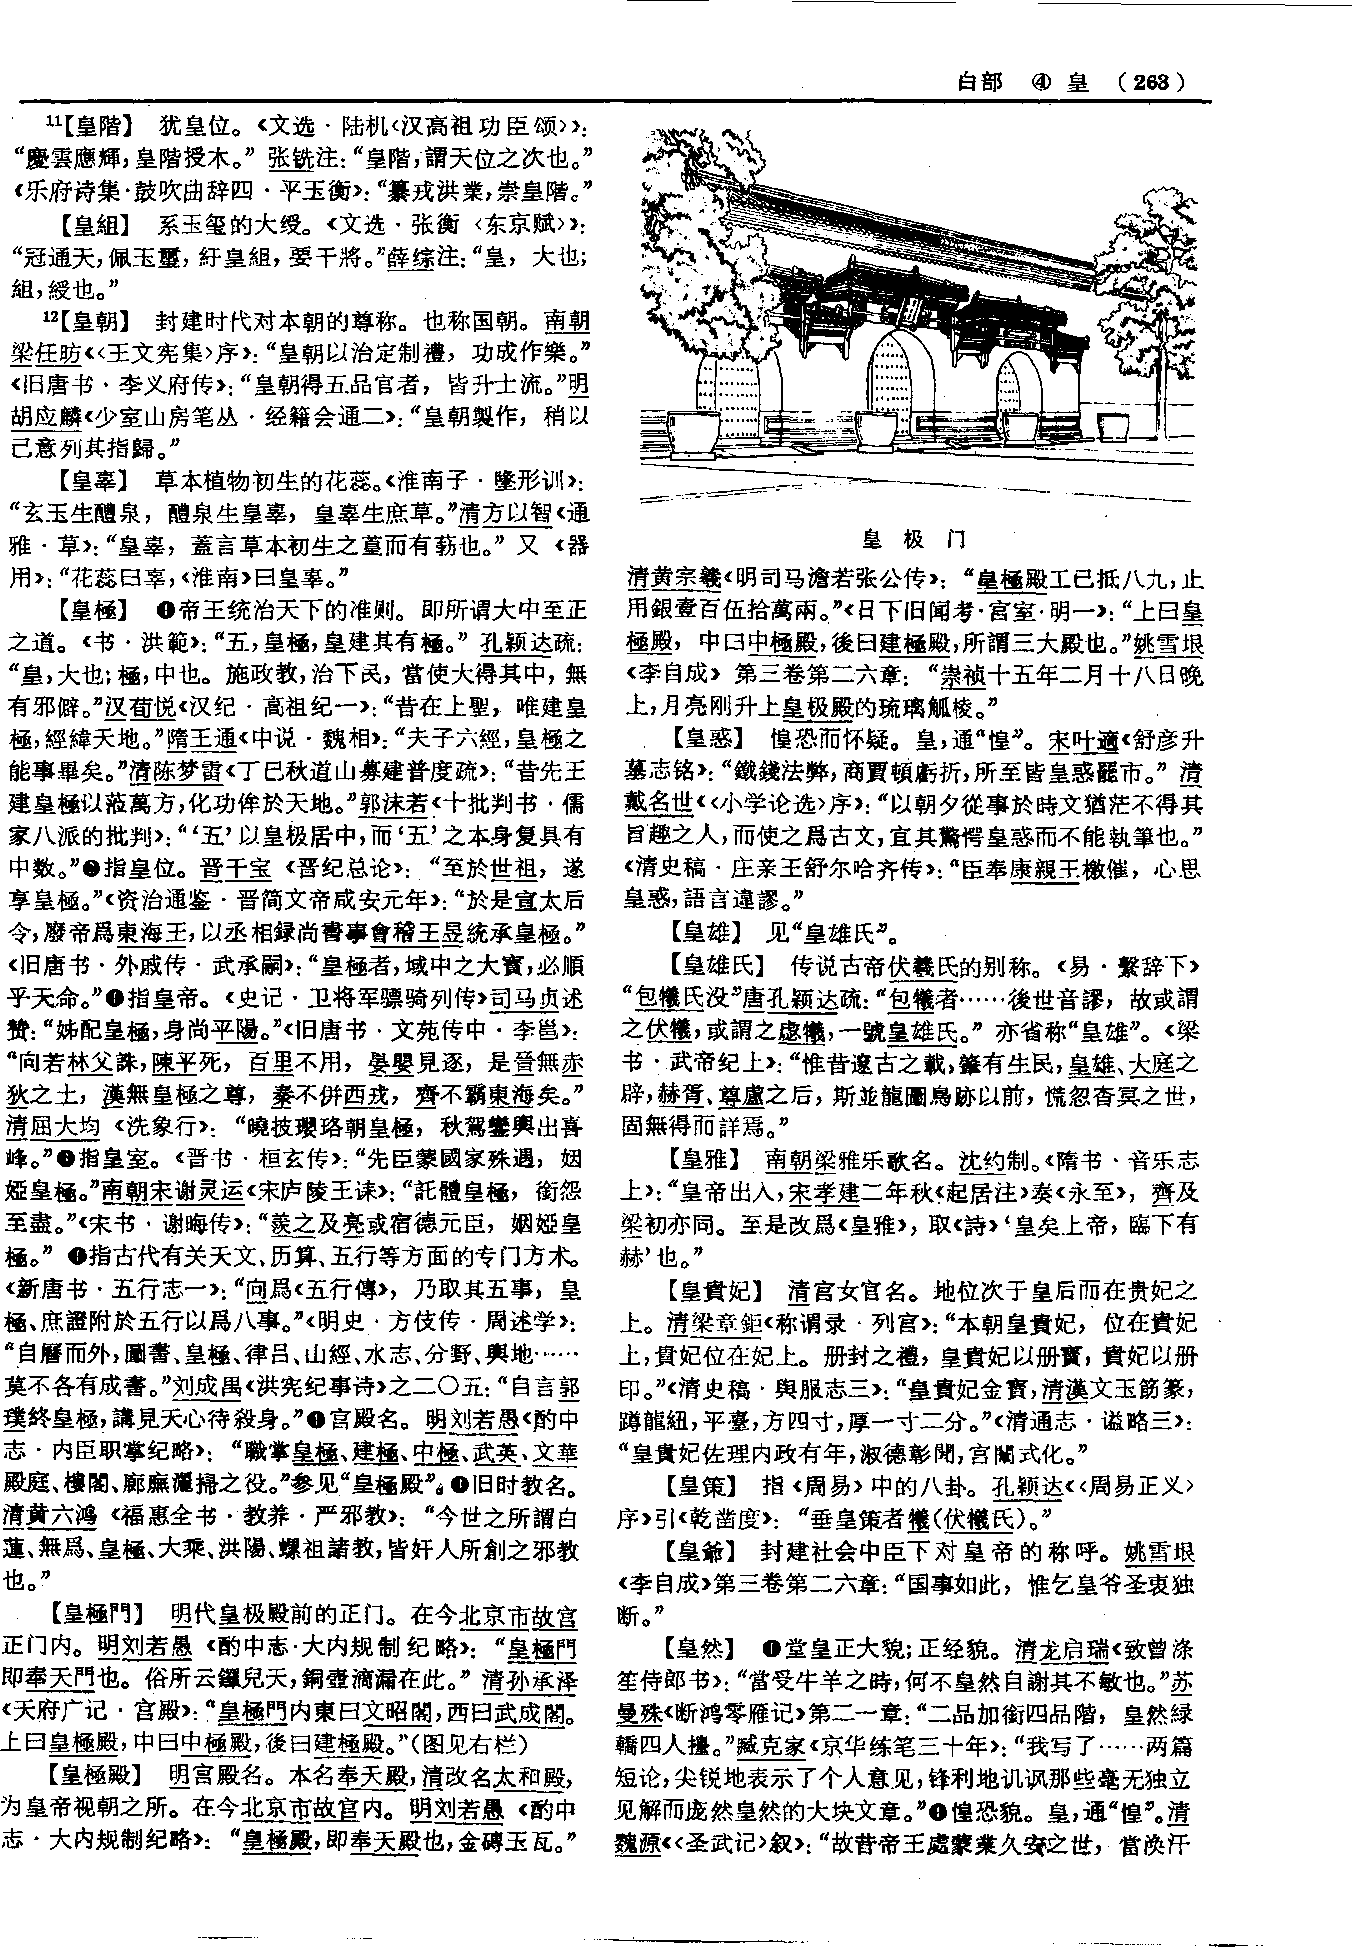 白部 ④ 皇 （263）
11【皇階】 犹皇位。《文选·陆机〈汉高祖功臣颂〉》：
“慶雲應輝，皇階授木。”张铣注：“皇階，謂天位之次也。”
《乐府诗集·鼓吹曲辞四·平玉衡》：“纂戎洪業，崇皇階。”
【皇組】 系玉玺的大绶。《文选·张衡〈东京赋〉》：
“冠通天，佩玉璽，紆皇組，要干將。”薛综注：“皇，大也；
組，綬也。”
12【皇朝】 封建时代对本朝的尊称。也称国朝。南朝
梁任昉《〈王文宪集〉序》：“皇朝以治定制禮，功成作樂。”
《旧唐书·李义府传》：“皇朝得五品官者，皆升士流。”明
胡应麟《少室山房笔丛·经籍会通二》：“皇朝製作，稍以
己意列其指歸。”
【皇辜】 草本植物初生的花蕊。《淮南子·墬形训》：
“玄玉生醴泉，醴泉生皇辜，皇辜生庶草。”清方以智《通
雅·草》：“皇辜，蓋言草本初生之蕫而有蘂也。”又《器
用》：“花蕊曰辜，《淮南》曰皇辜。”
【皇極】 ❶帝王统治天下的准则。即所谓大中至正
之道。《书·洪範》：“五，皇極，皇建其有極。”孔颖达疏：
“皇，大也；極，中也。施政教，治下民，當使大得其中，無
有邪僻。”汉荀悦《汉纪·高祖纪一》：“昔在上聖，唯建皇
極，經緯天地。”隋王通《中说·魏相》：“夫子六經，皇極之
能事畢矣。”清陈梦雷《丁巳秋道山募建普度疏》：“昔先王
建皇極以蒞萬方，化功侔於天地。”郭沫若《十批判书·儒
家八派的批判》：“‘五’以皇极居中，而‘五’之本身复具有
中数。”❷指皇位。晋干宝《晋纪总论》：“至於世祖，遂
享皇極。”《资治通鉴·晋简文帝咸安元年》：“於是宣太后
令，廢帝爲東海王，以丞相録尚書事會稽王昱统承皇極。”
《旧唐书·外戚传·武承嗣》：“皇極者，域中之大寶，必順
乎天命。”❸指皇帝。《史记·卫将军骠骑列传》司马贞述
赞：“姊配皇極，身尚平陽。”《旧唐书·文苑传中·李邕》：
“向若林父誅，陳平死，百里不用，晏嬰見逐，是晉無赤
狄之土，漢無皇極之尊，秦不併西戎，齊不霸東海矣。”
清屈大均《洗象行》：“曉披瓔珞朝皇極，秋駕鑾輿出喜
峰。”❹指皇室。《晋书·桓玄传》：“先臣蒙國家殊遇，姻
婭皇極。”南朝宋谢灵运《宋庐陵王诔》：“託體皇極，銜怨
至盡。”《宋书·谢晦传》：“羨之及亮或宿德元臣，姻婭皇
極。”❺指古代有关天文、历算、五行等方面的专门方术。
《新唐书·五行志一》：“向爲《五行傳》，乃取其五事，皇
極、庶證附於五行以爲八事。”《明史·方伎传·周述学》：
“自曆而外，圖書、皇極、律吕、山經、水志、分野、輿地……
莫不各有成書。”刘成禺《洪宪纪事诗》之二〇五：“自言郭
璞終皇極，講見天心待殺身。”❻宫殿名。明刘若愚《酌中
志·内臣职掌纪略》：“職掌皇極、建極、中極、武英、文華
殿庭、樓閣、廊廡灑掃之役。”参见“皇極殿”。❼旧时教名。
清黄六鸿《福惠全书·教养·严邪教》：“今世之所謂白
蓮、無爲、皇極、大乘、洪陽、螺祖諸教，皆奸人所創之邪教
也。”
【皇極門】 明代皇极殿前的正门。在今北京市故宫
正门内。明刘若愚《酌中志·大内规制纪略》：“皇極門
即奉天門也。俗所云鑼兒天，銅壺滴漏在此。”清孙承泽
《天府广记·宫殿》：“皇極門内東曰文昭閣，西曰武成閣。
上曰皇極殿，中曰中極殿，後曰建極殿。”（图见右栏）
【皇極殿】 明宫殿名。本名奉天殿，清改名太和殿，
为皇帝视朝之所。在今北京市故宫内。明刘若愚《酌中
志·大内规制纪略》：“皇極殿，即奉天殿也，金磚玉瓦。”
皇极门
清黄宗羲《明司马澹若张公传》：“皇極殿工已抵八九，止
用銀壹百伍拾萬兩。”《日下旧闻考·宫室·明一》：“上曰皇
極殿，中曰中極殿，後曰建極殿，所謂三大殿也。”姚雪垠
《李自成》第三卷第二六章：“崇祯十五年二月十八日晚
上，月亮刚升上皇极殿的琉璃觚棱。”
【皇惑】 惶恐而怀疑。皇，通“惶”。宋叶適《舒彦升
墓志铭》：“鐵錢法弊，商賈頓虧折，所至皆皇惑罷市。”清
戴名世《〈小学论选〉序》：“以朝夕從事於時文猶茫不得其
旨趣之人，而使之爲古文，宜其驚愕皇惑而不能執筆也。”
《清史稿·庄亲王舒尔哈齐传》：“臣奉康親王檄催，心思
皇惑，語言違謬。”
【皇雄】 见“皇雄氏”。
【皇雄氏】 传说古帝伏羲氏的别称。《易·繫辞下》
“包犧氏没”唐孔颖达疏：“包犧者……後世音謬，故或謂
之伏犧，或謂之虙犧，一號皇雄氏。”亦省称“皇雄”。《梁
书·武帝纪上》：“惟昔邃古之載，肇有生民，皇雄、大庭之
辟，赫胥、尊盧之后，斯並龍圖鳥跡以前，慌忽杳冥之世，
固無得而詳焉。”
【皇雅】 南朝梁雅乐歌名。沈约制。《隋书·音乐志
上》：“皇帝出入，宋孝建二年秋《起居注》奏《永至》，齊及
梁初亦同。至是改爲《皇雅》，取《詩》‘皇矣上帝，臨下有
赫’也。”
【皇貴妃】 清宫女官名。地位次于皇后而在贵妃之
上。清梁章鉅《称谓录·列宫》：“本朝皇貴妃，位在貴妃
上，貴妃位在妃上。册封之禮，皇貴妃以册寶，貴妃以册
印。”《清史稿·舆服志三》：“皇貴妃金寶，清漢文玉筯篆，
蹲龍紐，平臺，方四寸，厚一寸二分。”《清通志·谥略三》：
“皇貴妃佐理内政有年，淑德彰聞，宫闈式化。”
【皇策】 指《周易》中的八卦。孔颖达《〈周易正义〉
序》引《乾凿度》：“垂皇策者犧（伏犧氏）。”
【皇爺】 封建社会中臣下对皇帝的称呼。姚雪垠
《李自成》第三卷第二六章：“国事如此，惟乞皇爷圣衷独
断。”
【皇然】 ❶堂皇正大貌；正经貌。清龙启瑞《致曾涤
笙侍郎书》：“當受牛羊之時，何不皇然自謝其不敏也。”苏
曼殊《断鸿零雁记》第二一章：“二品加銜四品階，皇然緑
轎四人擡。”臧克家《京华练笔三十年》：“我写了……两篇
短论，尖锐地表示了个人意见，锋利地讥讽那些毫无独立
见解而庞然皇然的大块文章。”❷惶恐貌。皇，通“惶”。清
魏源《〈圣武记〉叙》：“故昔帝王處蒙業久安之世，當涣汗